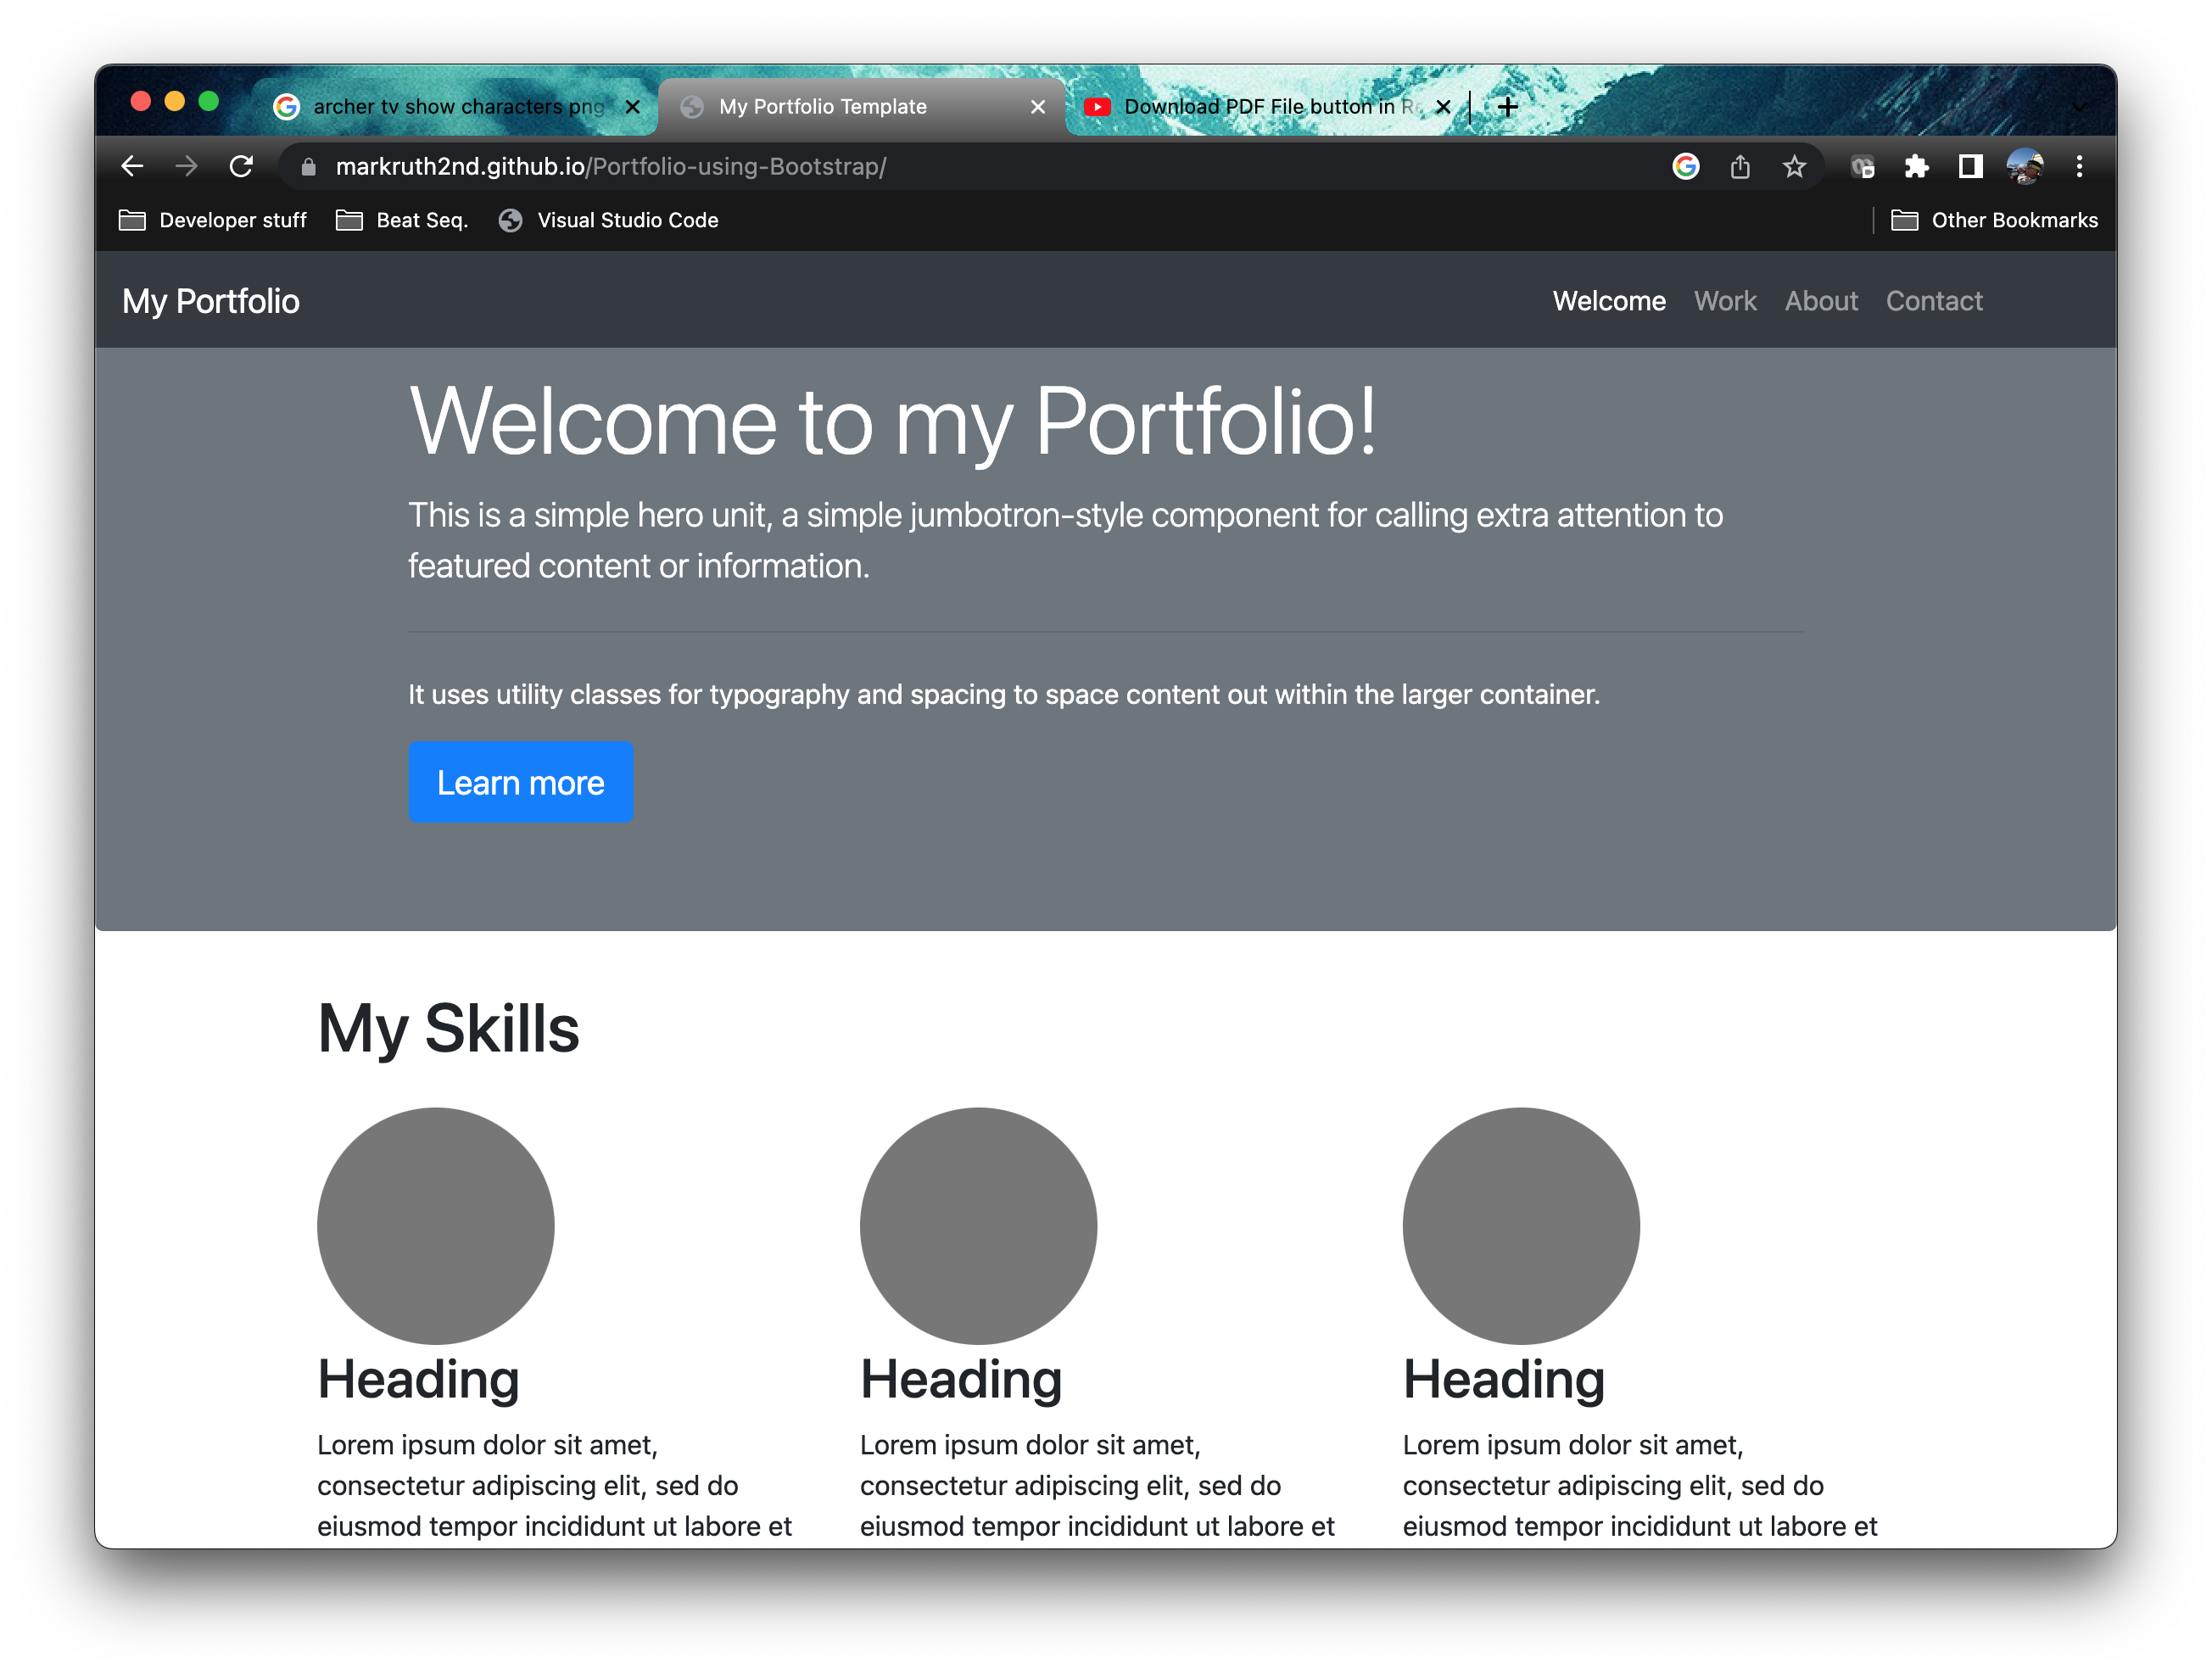 archer tv show characters png
My Portfolio Template
Download PDF File button in
markruth2nd.github.io/Portfolio-using-Bootstrap/
Developer stuff
Beat Seq.
Visual Studio Code
Other Bookmarks
My Portfolio
Welcome
Work
About
Contact
Welcome to my Portfolio!
This is a simple hero unit, a simple jumbotron-style component for calling extra attention to
featured content or information.
It uses utility classes for typography and spacing to space content out within the larger container.
Learn more
My Skills
Heading
Lorem ipsum dolor sit amet,
consectetur adipiscing elit, sed do
eiusmod tempor incididunt ut labore et
Heading
Lorem ipsum dolor sit amet,
consectetur adipiscing elit, sed do
eiusmod tempor incididunt ut labore et
Heading
Lorem ipsum dolor sit amet,
consectetur adipiscing elit, sed do
eiusmod tempor incididunt ut labore et